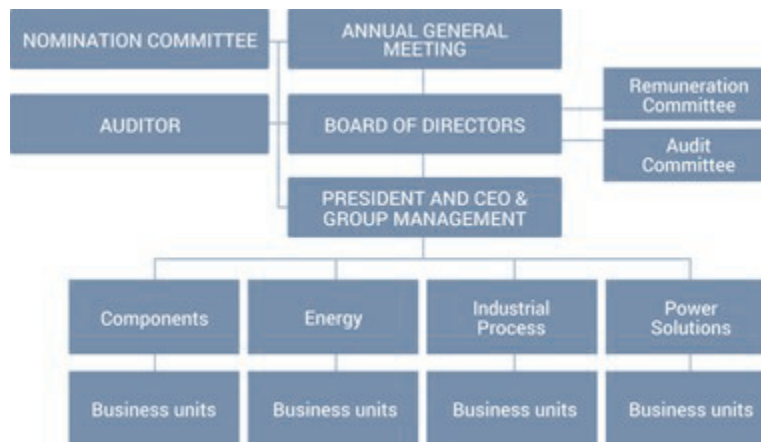 NOMINATION COMMITTEE
ANNUAL GENERAL
MEETING
AUDITOR
BOARD OF DIRECTORS
Remuneration
Committee
Audit
Committee
PRESIDENT AND CEO &
GROUP MANAGEMENT
Components
Energy
Industrial
Process
Power
Solutions
Business units
Business units
Business units
Business units